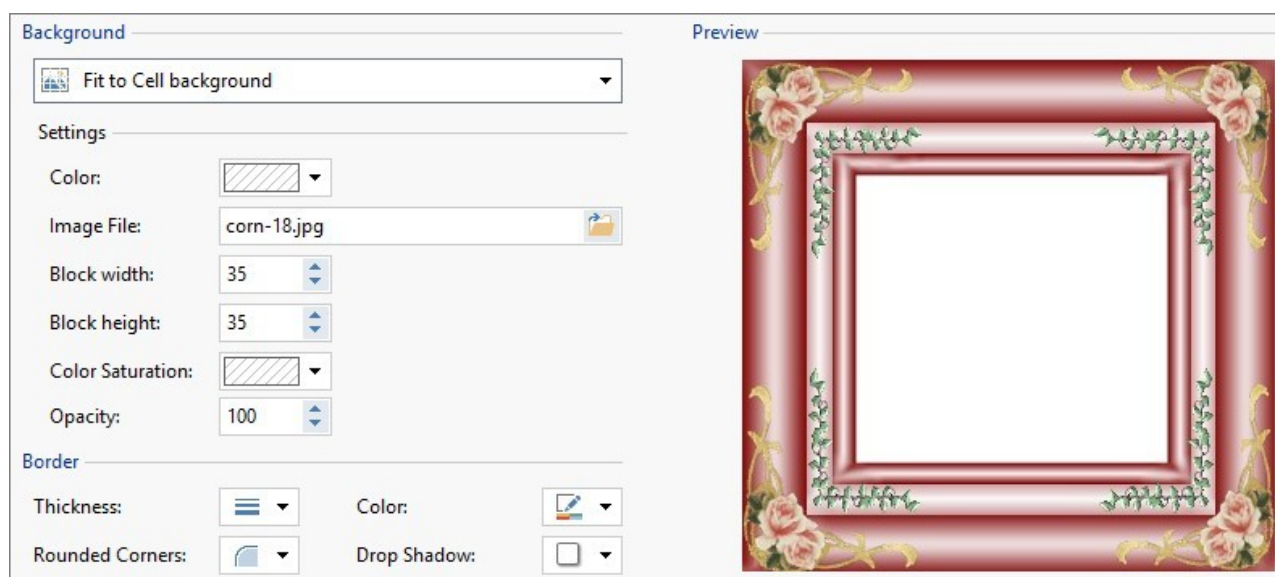 Background
Fit to Cell background
Settings
Color:
Image File: corn-18.jpg
Block width: 35
Block height: 35
Color Saturation:
Opacity: 100
Border
Thickness: Color:
Rounded Corners: Drop Shadow:
Preview